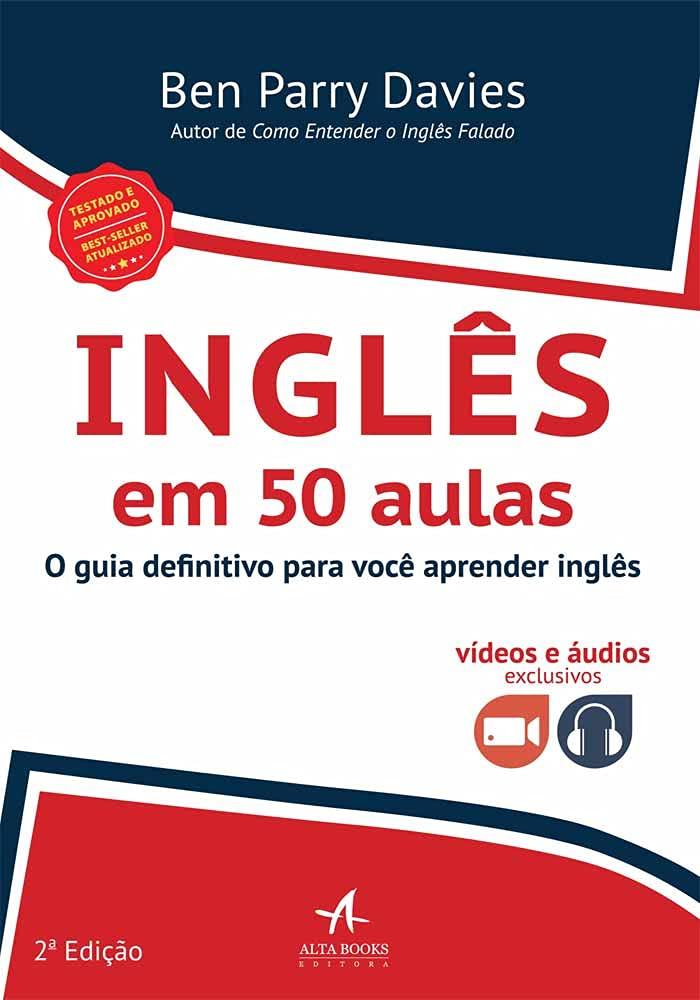 Ben Parry Davies
Autor de Como Entender o Inglês Falado
TESTADO E
APROVADO
BEST-SELLER
ATUALIZADO
INGLÊS
em 50 aulas
O guia definitivo para você aprender inglês
vídeos e áudios
exclusivos
2ª Edição
ALTA BOOKS
EDITORA